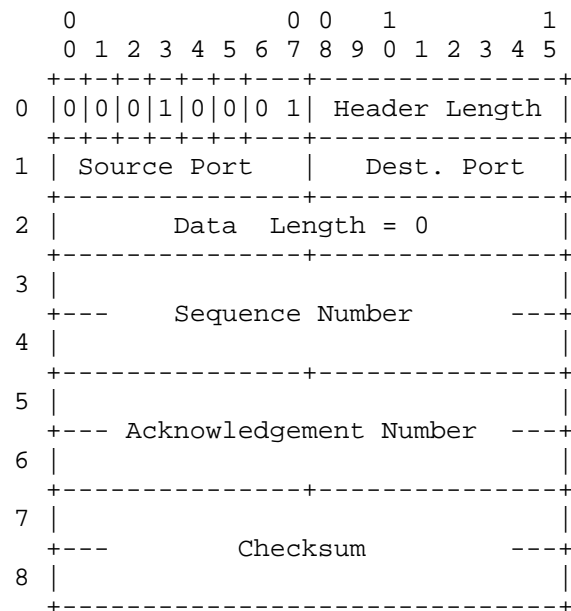 0             0 0   1         1
    0 1 2 3 4 5 6 7 8 9 0 1 2 3 4 5
   +-+-+-+-+-+-+---+---------------+
0  |0|0|0|1|0|0|0 1| Header Length |
   +-+-+-+-+-+-+---+---------------+
1  | Source Port   |   Dest. Port  |
   +---------------+---------------+
2  |       Data  Length = 0        |
   +---------------+---------------+
3  |                               |
   +---    Sequence Number      ---+
4  |                               |
   +---------------+---------------+
5  |                               |
   +--- Acknowledgement Number  ---+
6  |                               |
   +---------------+---------------+
7  |                               |
   +---        Checksum         ---+
8  |                               |
   +-------------------------------+